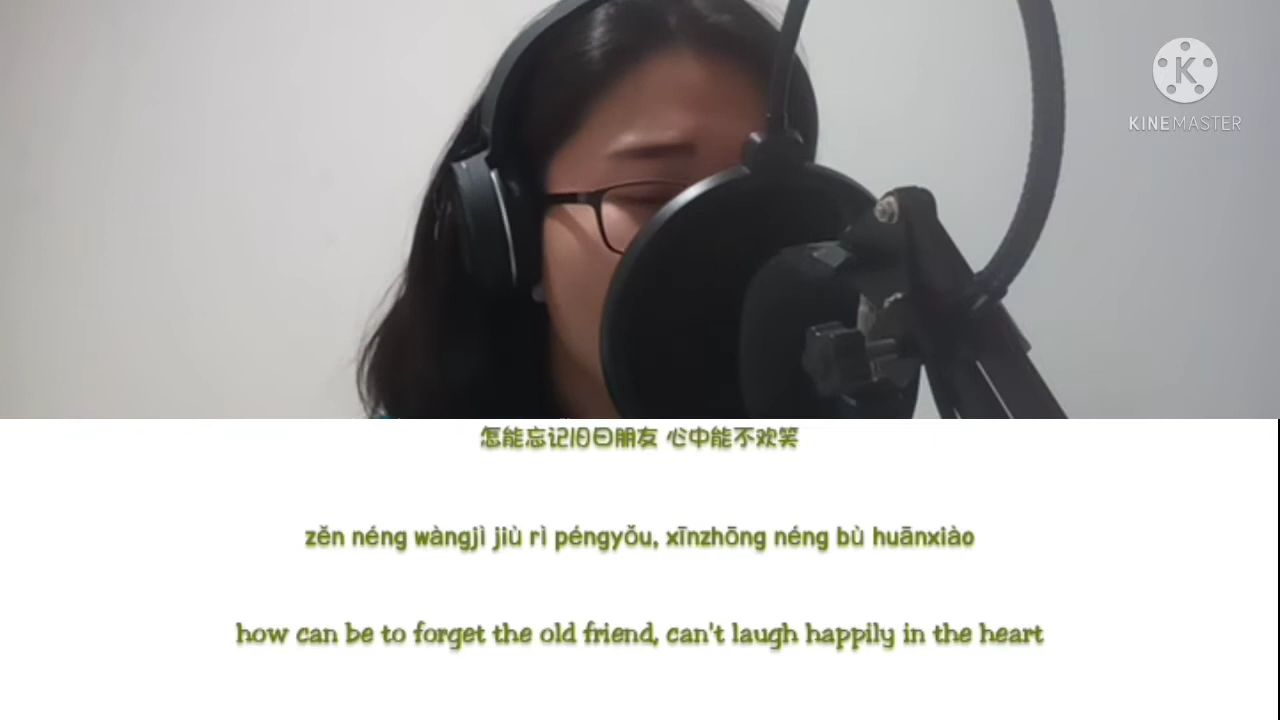 KINEMASTER
怎能忘记旧日朋友 心中能不欢笑
zěn néng wàngjì jiù rì péngyǒu, xīnzhōng néng bù huānxiào
how can be to forget the old friend, can't laugh happily in the heart